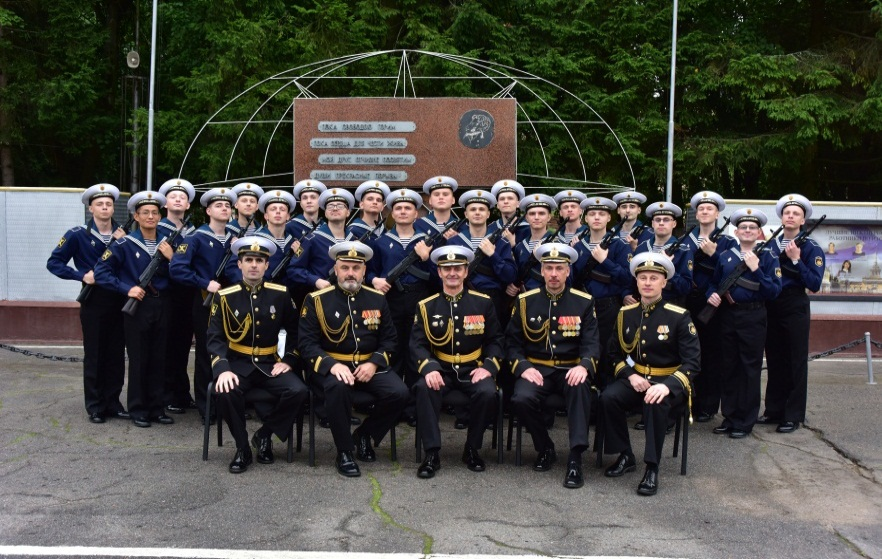 ПОКА СВОБОДОЮ ГОРИМ
ПОКА СЕРДЦА ДЛЯ ЧЕСТИ ЖИВЫ
МОЙ ДРУГ ОТЧИЗНЕ ПОСВЯТИМ
ДУШИ ПРЕКРАСНЫЕ ПОРЫВЫ